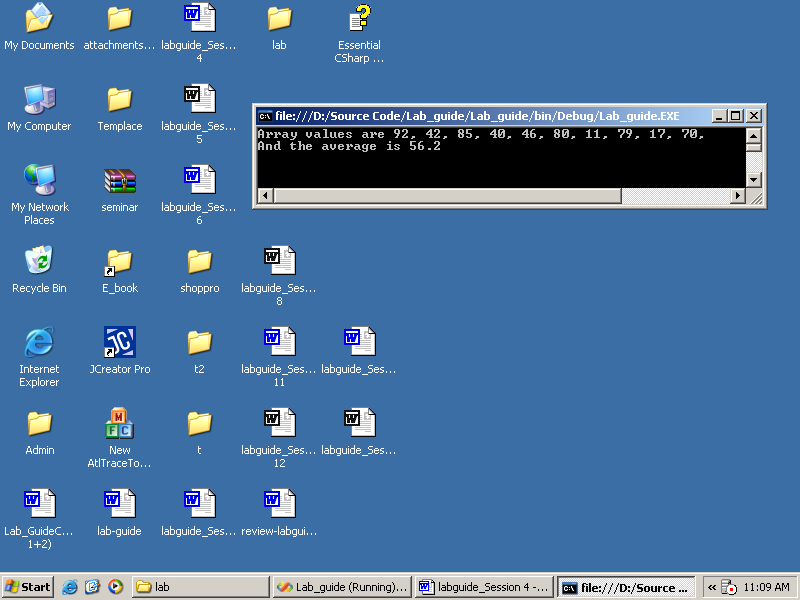 My Documents
attachments...
labguide_Ses...
4
lab
Essential
CSharp ...
My Computer
Templace
labguide_Ses...
5
file:///D:/Source Code/Lab_guide/Lab_guide/bin/Debug/Lab_guide.EXE
Array values are 92, 42, 85, 40, 46, 80, 11, 79, 17, 70,
And the average is 56.2
My Network
Places
seminar
labguide_Ses...
6
Recycle Bin
E_book
shoppro
labguide_Ses...
8
Internet
Explorer
JCreator Pro
t2
labguide_Ses...
11
labguide_Ses...
Admin
New
AtlTraceTo...
t
labguide_Ses...
12
labguide_Ses...
Lab_GuideC...
1+2)
lab-guide
labguide_Ses...
review-labgui...
Start
lab
Lab_guide (Running)...
labguide_Session 4 -...
file:///D:/Source ...
11:09 AM